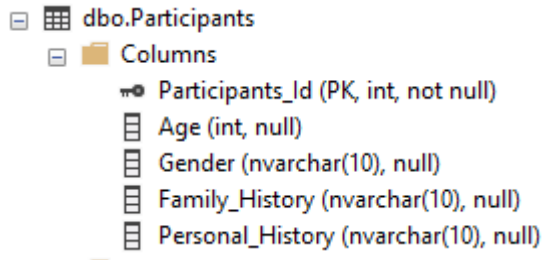 dbo.Participants
Columns
Participants_Id (PK, int, not null)
Age (int, null)
Gender (nvarchar(10), null)
Family_History (nvarchar(10), null)
Personal_History (nvarchar(10), null)